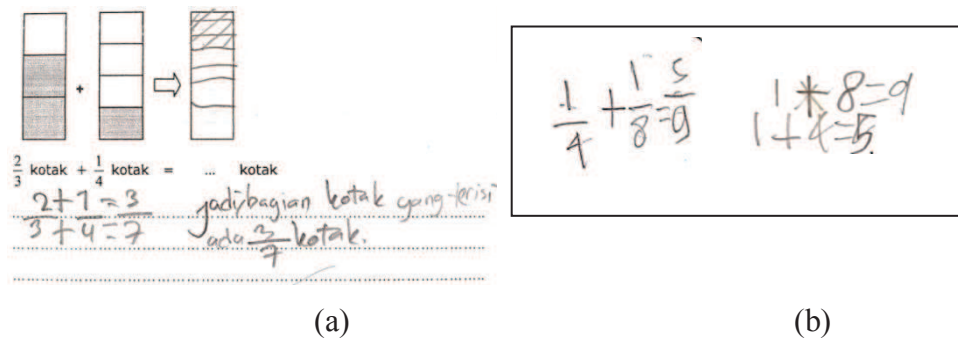 +
2/3 kotak + 1/4 kotak = ... kotak
2+1=3
3+4=7
jadi, bagian kotak yang terisi
ada 3/7 kotak.
1/4 + 1/8 = 5/9
1+8=9
1+4=5.
(a) (b)